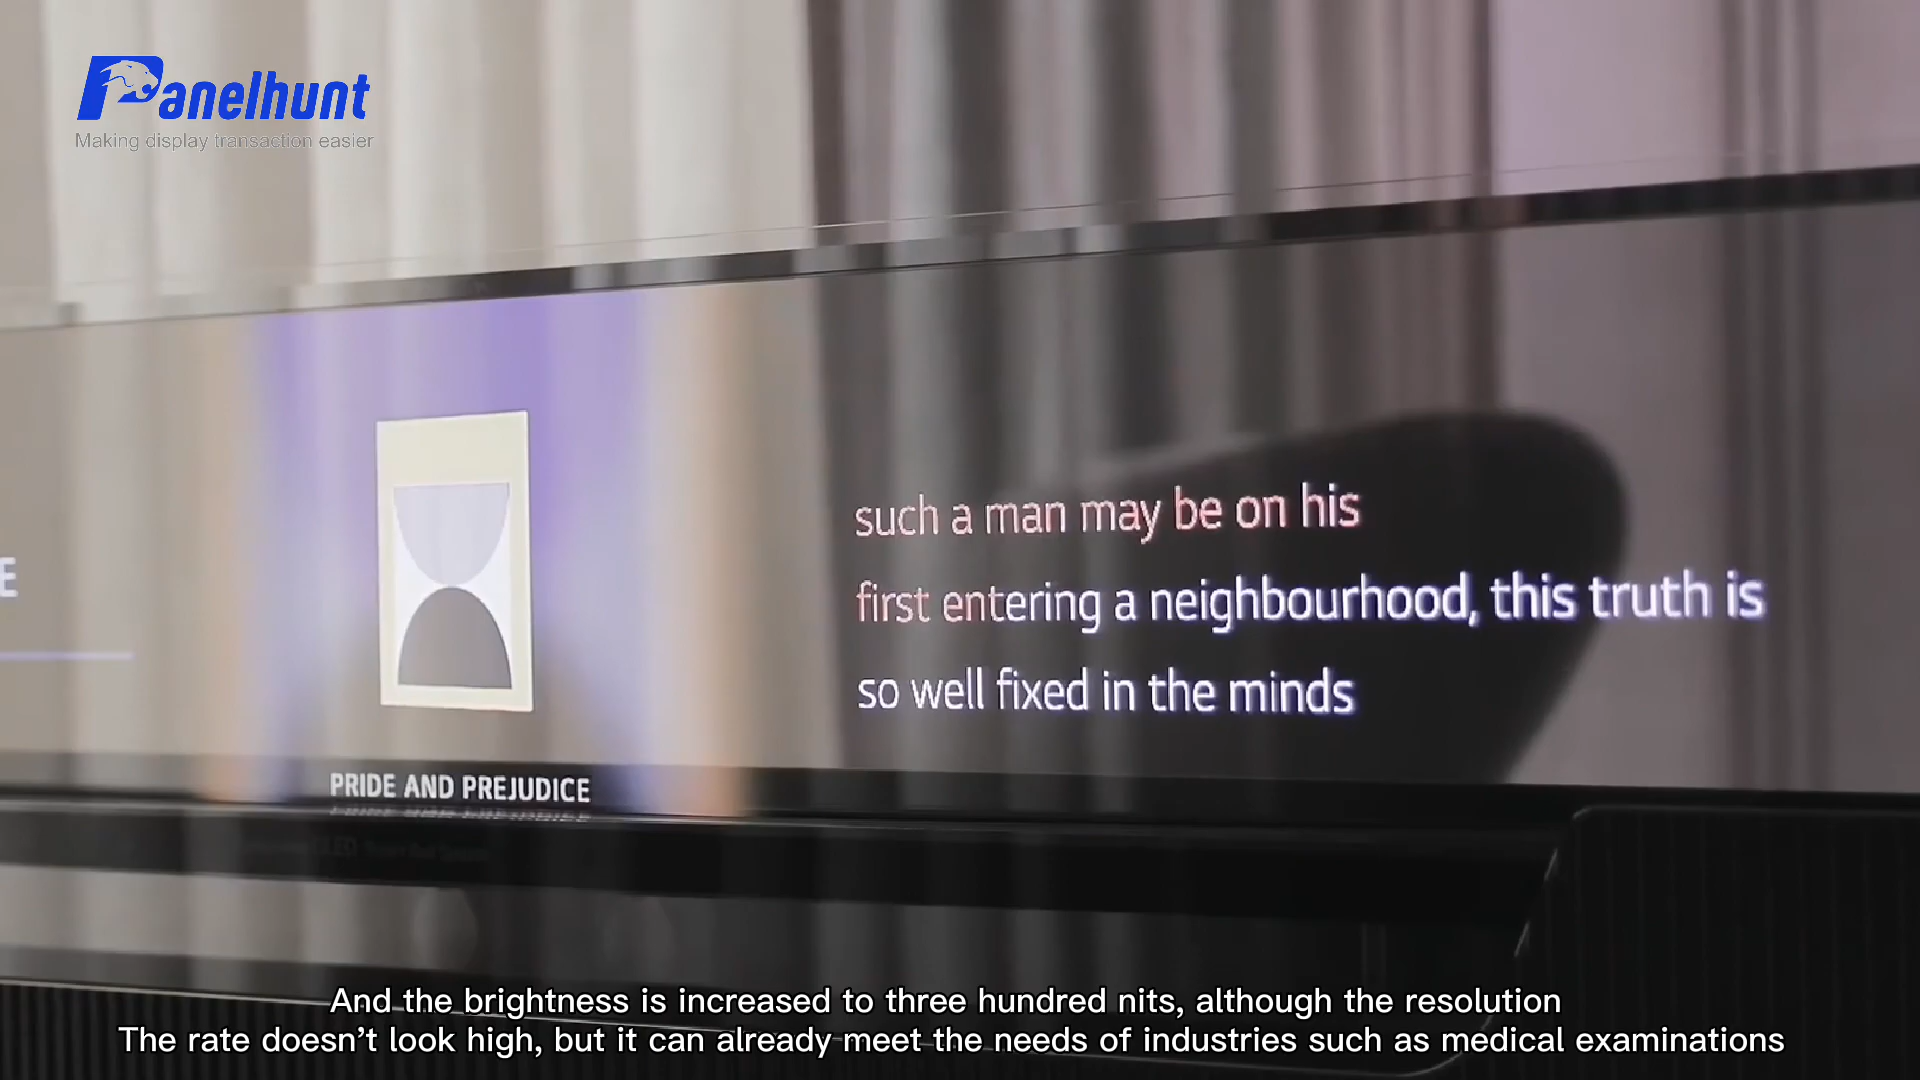 Panelhunt
Making display transaction easier
E
such a man may be on his
first entering a neighbourhood, this truth is
so well fixed in the minds
PRIDE AND PREJUDICE
And the brightness is increased to three hundred nits, although the resolution
The rate doesn't look high, but it can already meet the needs of industries such as medical examinations